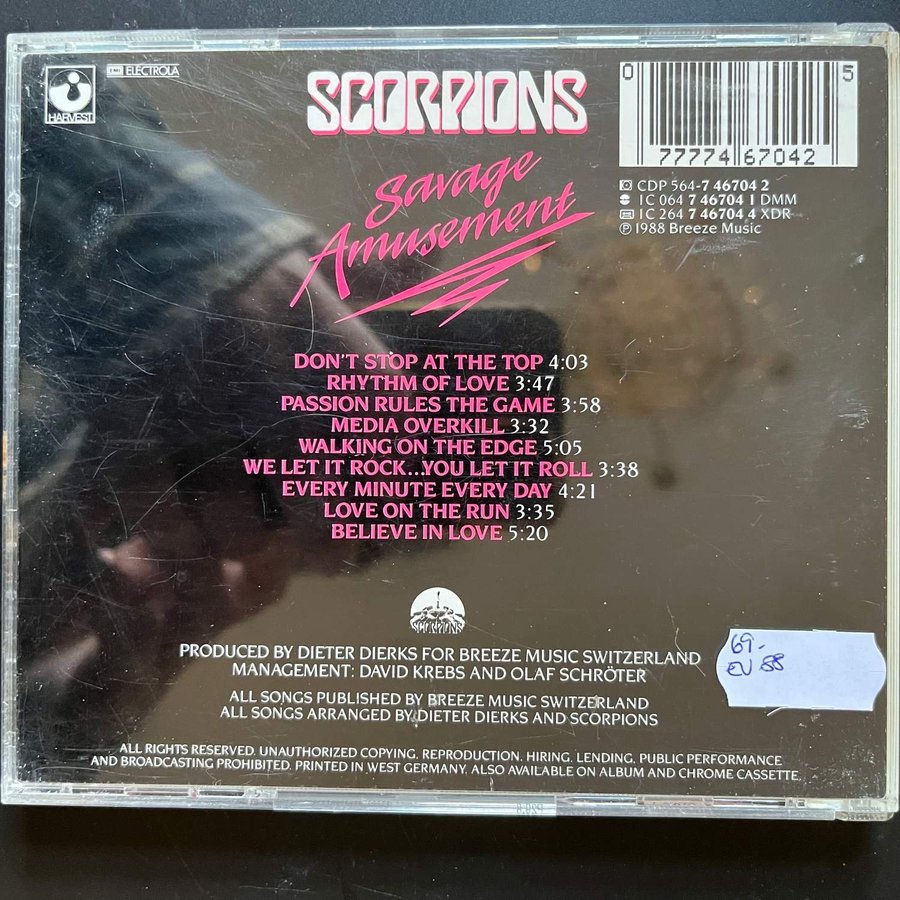 HARVEST
EMI ELECTROLA
SCORPIONS
Savage
Amusement
0 77774 67042 5
CDP 564-7 46704 2
1C 064 7 46704 1 DMM
1C 264 7 46704 4 XDR
℗ 1988 Breeze Music
DON'T STOP AT THE TOP 4:03
RHYTHM OF LOVE 3:47
PASSION RULES THE GAME 3:58
MEDIA OVERKILL 3:32
WALKING ON THE EDGE 5:05
WE LET IT ROCK...YOU LET IT ROLL 3:38
EVERY MINUTE EVERY DAY 4:21
LOVE ON THE RUN 3:35
BELIEVE IN LOVE 5:20
SCORPIONS
PRODUCED BY DIETER DIERKS FOR BREEZE MUSIC SWITZERLAND
MANAGEMENT: DAVID KREBS AND OLAF SCHRÖTER
69.-
EV 88
ALL SONGS PUBLISHED BY BREEZE MUSIC SWITZERLAND
ALL SONGS ARRANGED BY DIETER DIERKS AND SCORPIONS
ALL RIGHTS RESERVED. UNAUTHORIZED COPYING, REPRODUCTION, HIRING, LENDING, PUBLIC PERFORMANCE
AND BROADCASTING PROHIBITED. PRINTED IN WEST GERMANY. ALSO AVAILABLE ON ALBUM AND CHROME CASSETTE.